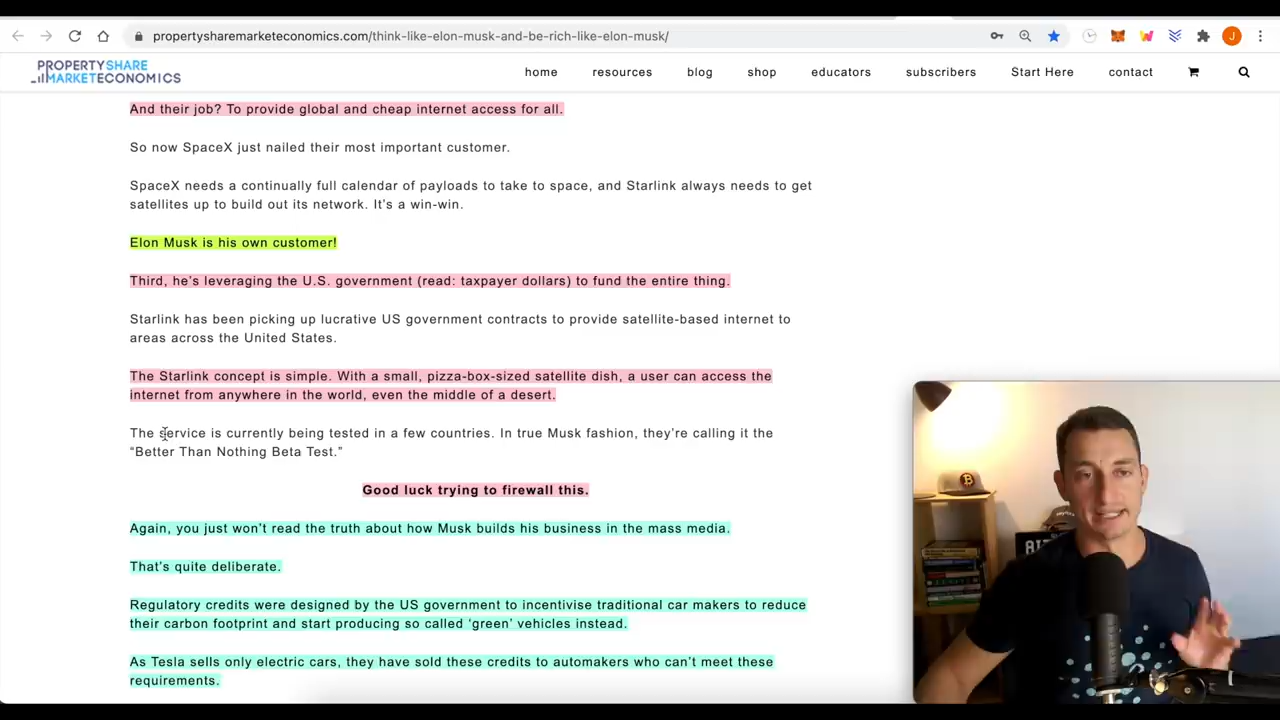 propertysharemarketeconomics.com/think-like-elon-musk-and-be-rich-like-elon-musk/
J
PROPERTYSHARE
MARKETECONOMICS
home resources blog shop educators subscribers Start Here contact
And their job? To provide global and cheap internet access for all.
So now SpaceX just nailed their most important customer.
SpaceX needs a continually full calendar of payloads to take to space, and Starlink always needs to get
satellites up to build out its network. It’s a win-win.
Elon Musk is his own customer!
Third, he’s leveraging the U.S. government (read: taxpayer dollars) to fund the entire thing.
Starlink has been picking up lucrative US government contracts to provide satellite-based internet to
areas across the United States.
The Starlink concept is simple. With a small, pizza-box-sized satellite dish, a user can access the
internet from anywhere in the world, even the middle of a desert.
The service is currently being tested in a few countries. In true Musk fashion, they’re calling it the
“Better Than Nothing Beta Test.”
Good luck trying to firewall this.
Again, you just won’t read the truth about how Musk builds his business in the mass media.
That’s quite deliberate.
Regulatory credits were designed by the US government to incentivise traditional car makers to reduce
their carbon footprint and start producing so called ‘green’ vehicles instead.
As Tesla sells only electric cars, they have sold these credits to automakers who can’t meet these
requirements.